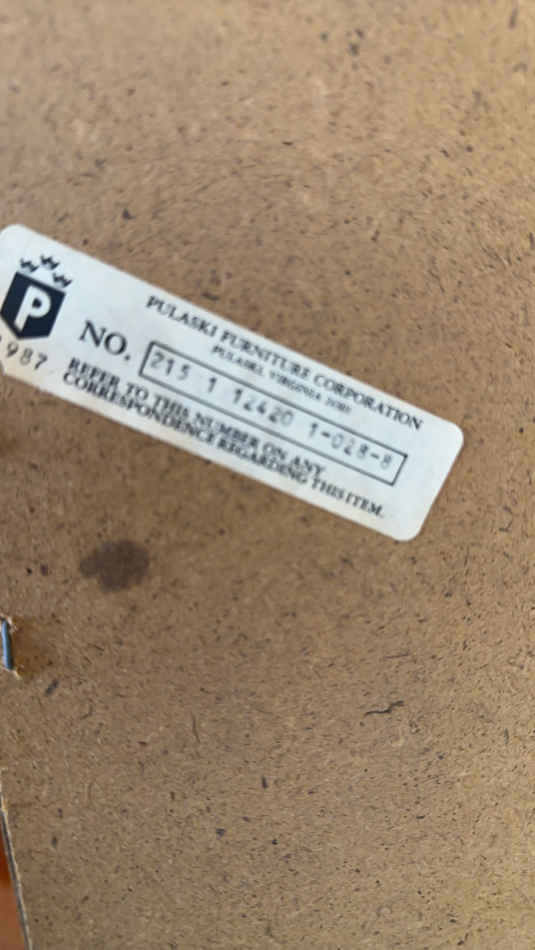 P
PULASKI FURNITURE CORPORATION
PULASKI, VIRGINIA
NO. 215 1 12420 1-028-8
987
REFER TO THIS NUMBER ON ANY
CORRESPONDENCE REGARDING THIS ITEM.